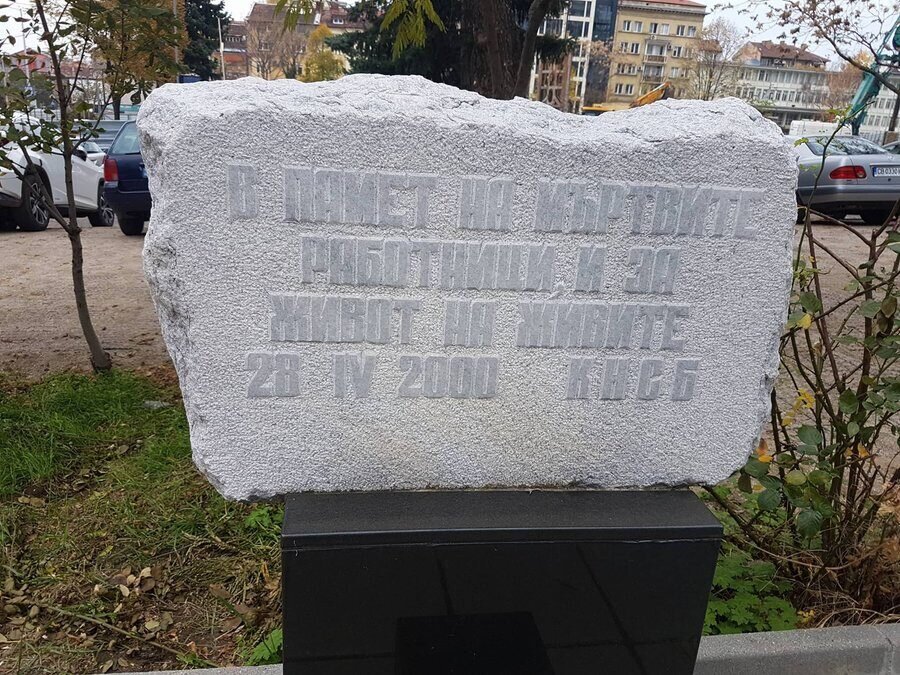 В ПАМЕТ НА МЪРТВИТЕ
РАБОТНИЦИ, И ЗА
ЖИВОТ НА ЖИВИТЕ
28 IV 2000 КНСБ